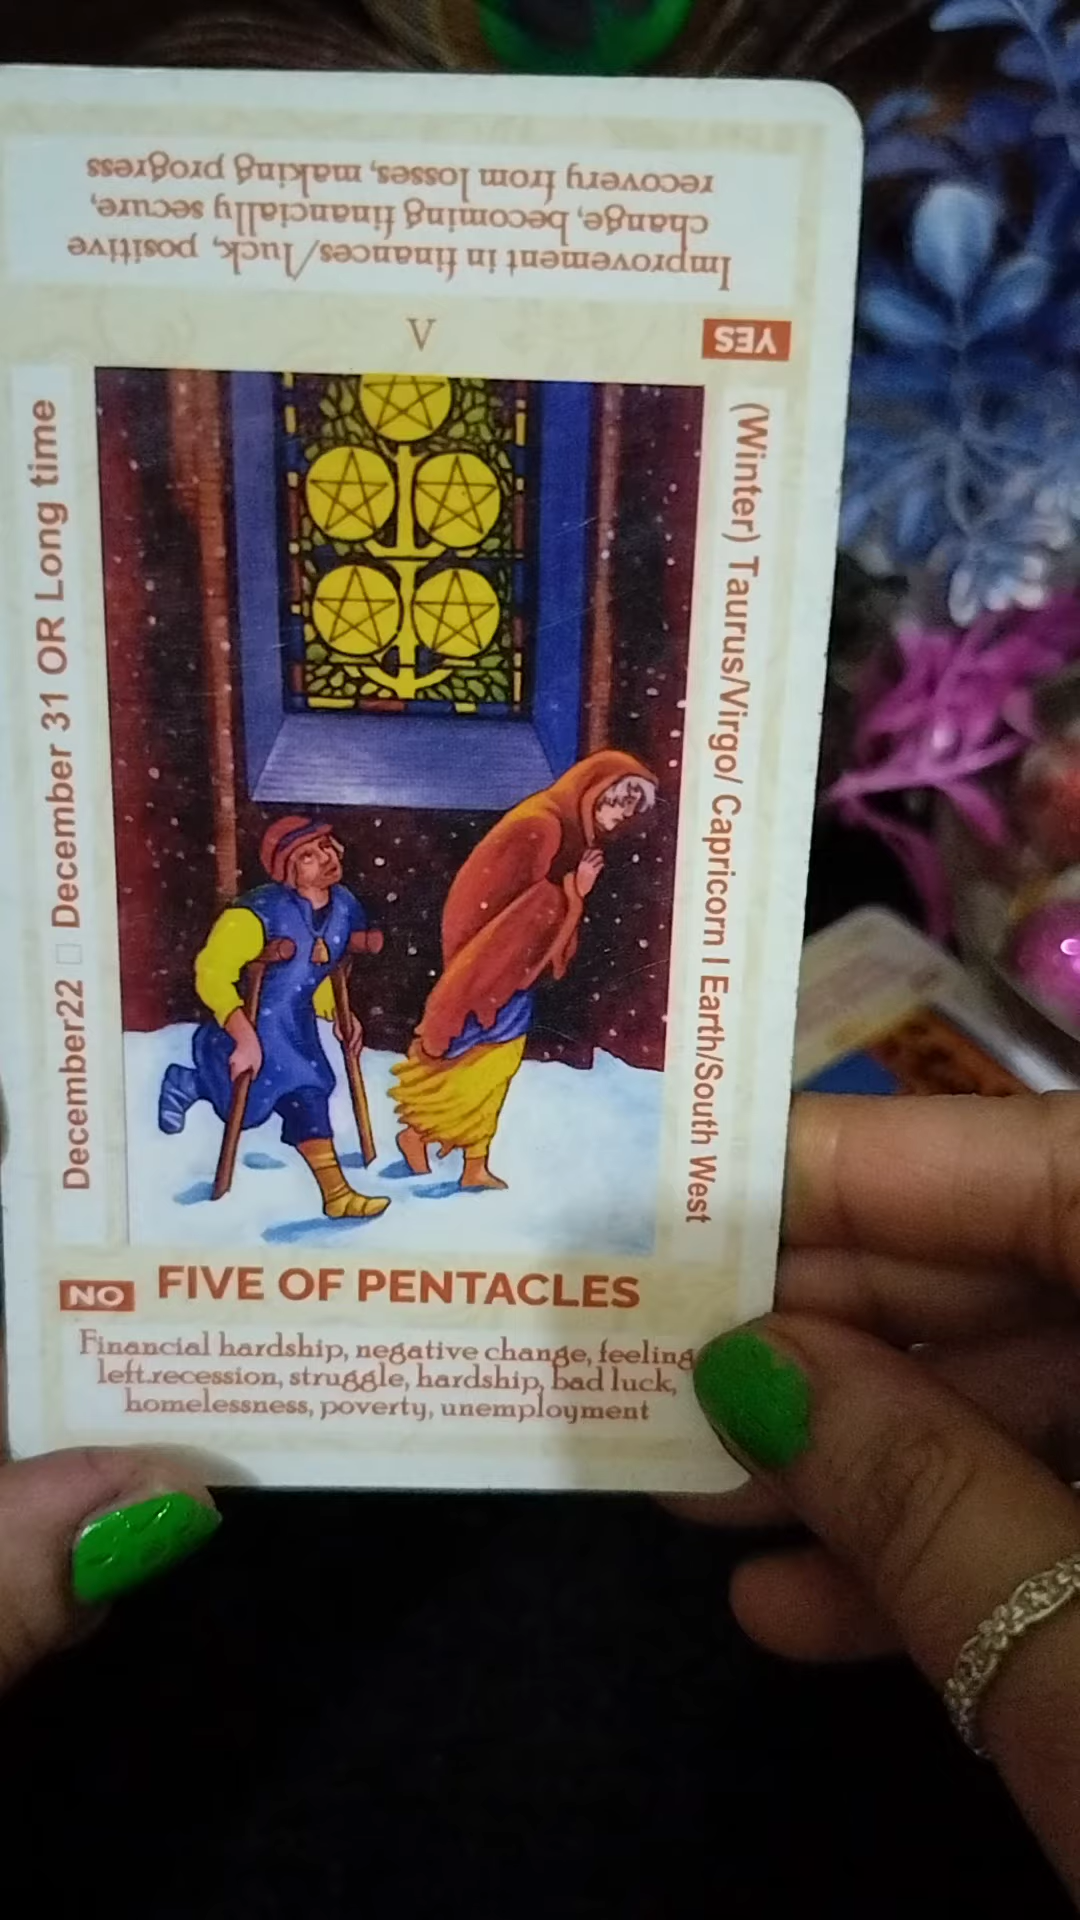 Improvement in finances/luck, positive
change, becoming financially secure,
recovery from losses, making progress
YES
V
December22 □ December 31 OR Long time
(Winter) Taurus/Virgo/ Capricorn I Earth/South West
NO
FIVE OF PENTACLES
Financial hardship, negative change, feeling
left.recession, struggle, hardship, bad luck,
homelessness, poverty, unemployment